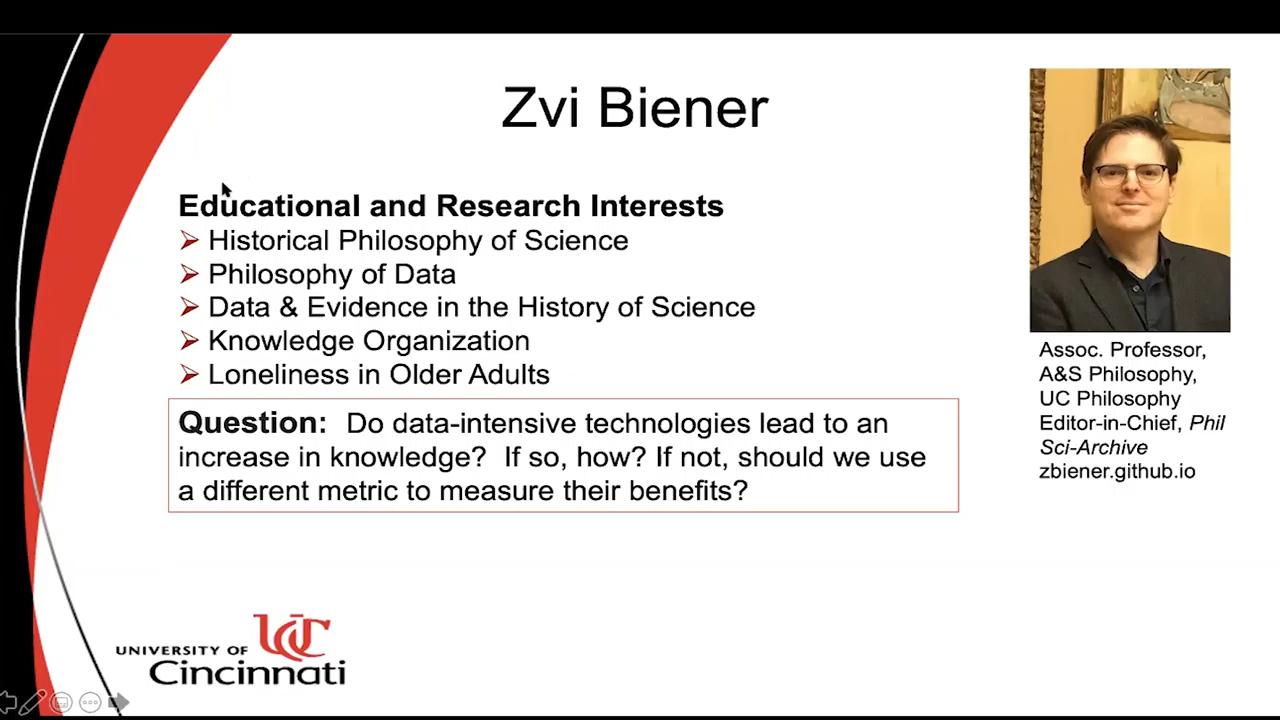 Zvi Biener
Educational and Research Interests
Historical Philosophy of Science
Philosophy of Data
Data & Evidence in the History of Science
Knowledge Organization
Loneliness in Older Adults
Question: Do data-intensive technologies lead to an
increase in knowledge? If so, how? If not, should we use
a different metric to measure their benefits?
Assoc. Professor,
A&S Philosophy,
UC Philosophy
Editor-in-Chief, Phil
Sci-Archive
zbiener.github.io
UC
UNIVERSITY OF
Cincinnati